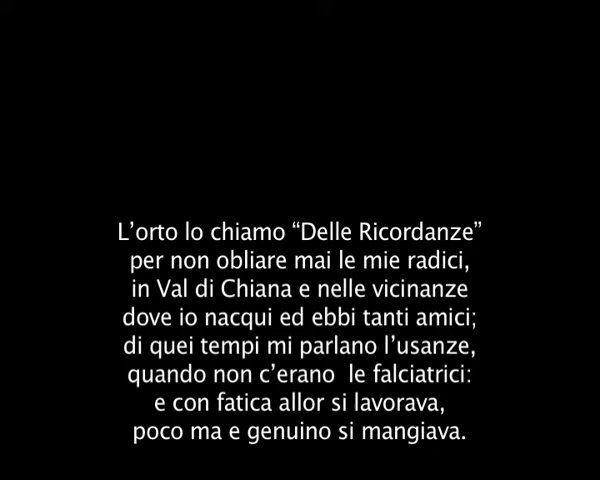 L’orto lo chiamo “Delle Ricordanze”
per non obliare mai le mie radici,
in Val di Chiana e nelle vicinanze
dove io nacqui ed ebbi tanti amici;
di quei tempi mi parlano l’usanze,
quando non c’erano  le falciatrici:
e con fatica allor si lavorava,
poco ma e genuino si mangiava.